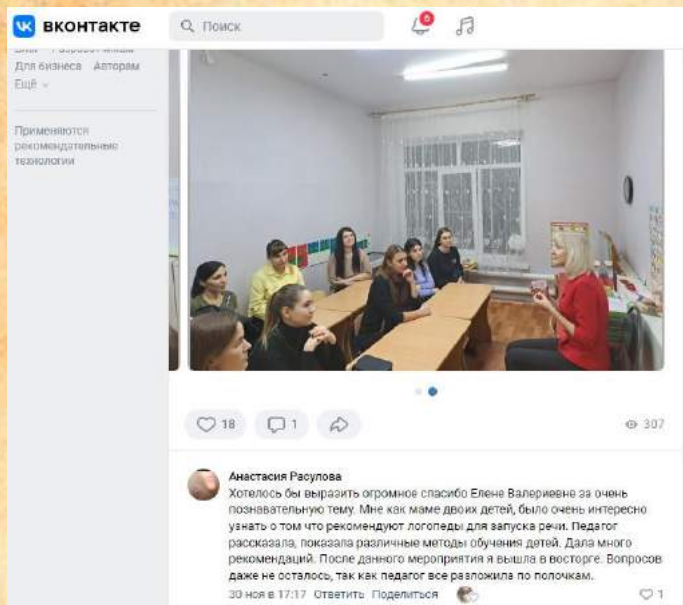 вконтакте
Поиск
6
Для бизнеса Авторам
Ещё
Применяются
рекомендательные
технологии
18
1
307
Анастасия Расулова
Хотелось бы выразить огромное спасибо Елене Валериевне за очень
познавательную тему. Мне как маме двоих детей, было очень интересно
узнать о том что рекомендуют логопеды для запуска речи. Педагог
рассказала, показала различные методы обучения детей. Дала много
рекомендаций. После данного мероприятия я вышла в восторге. Вопросов
даже не осталось, так как педагог все разложила по полочкам.
30 ноя в 17:17 Ответить Поделиться
1